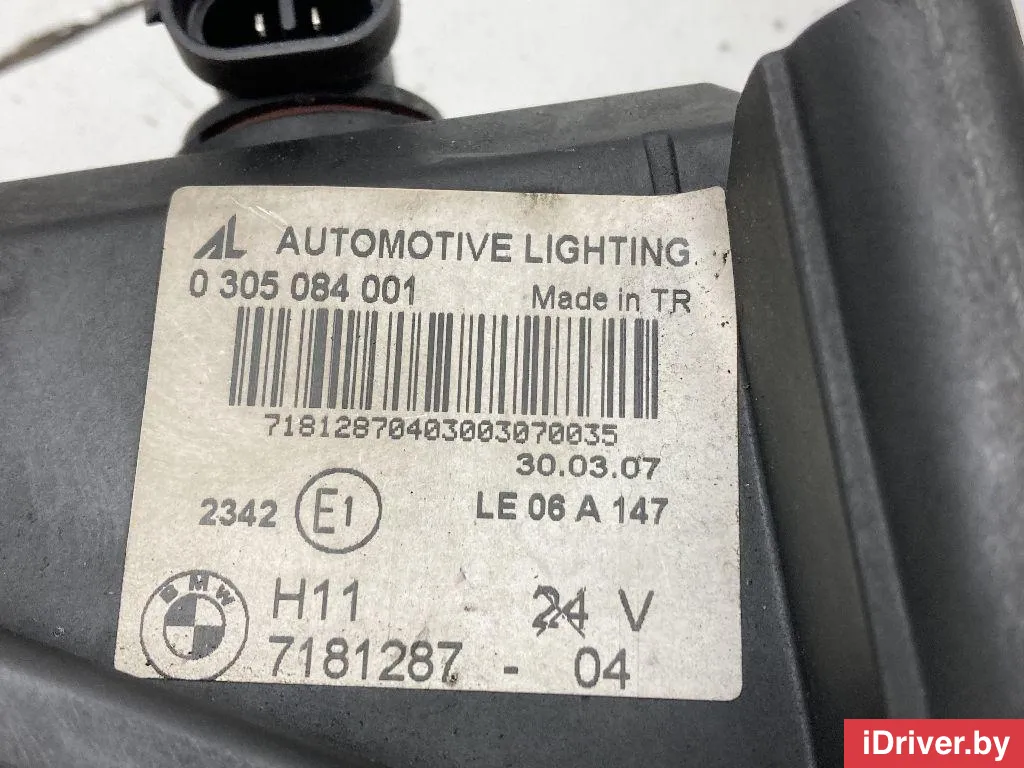 AL AUTOMOTIVE LIGHTING
0 305 084 001 Made in TR
71812870403003070035
30.03.07
2342 E1 LE 06 A 147
BMW H11 24 V
7181287 - 04
iDriver.by